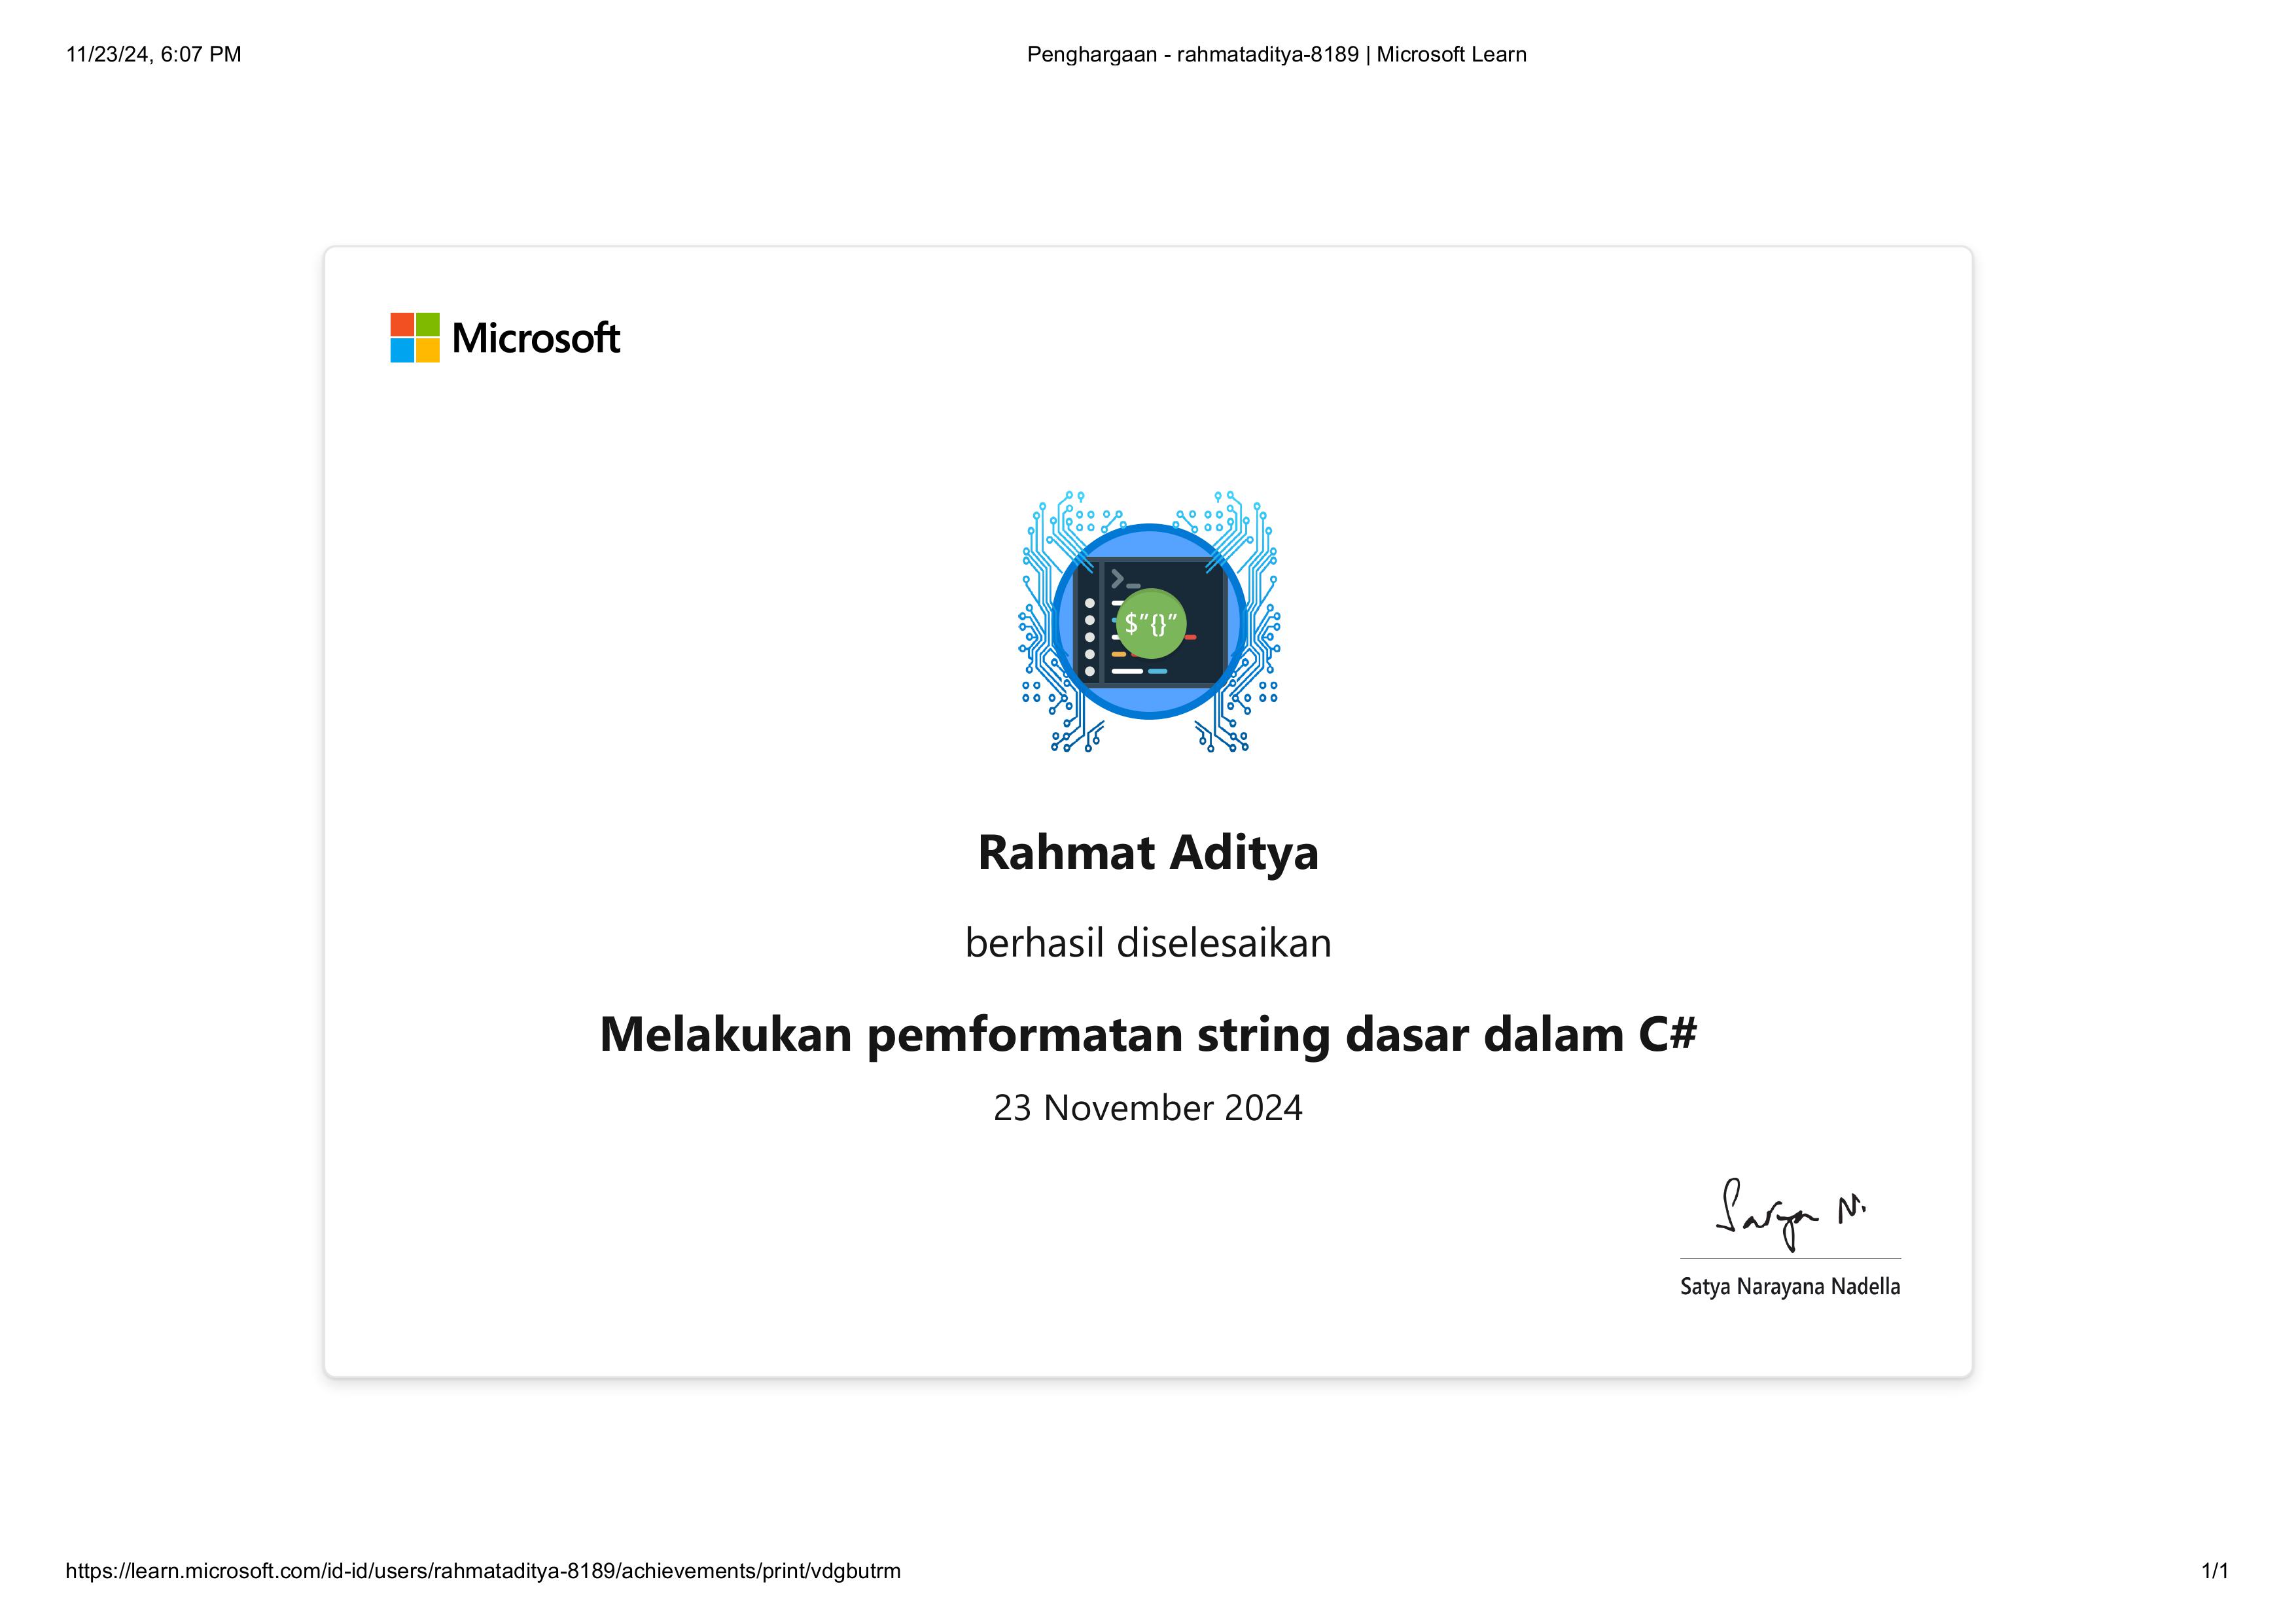 11/23/24, 6:07 PM
Penghargaan - rahmataditya-8189 | Microsoft Learn
Microsoft
$"{}"
Rahmat Aditya
berhasil diselesaikan
Melakukan pemformatan string dasar dalam C#
23 November 2024
Satya N.
Satya Narayana Nadella
https://learn.microsoft.com/id-id/users/rahmataditya-8189/achievements/print/vdgbutrm
1/1